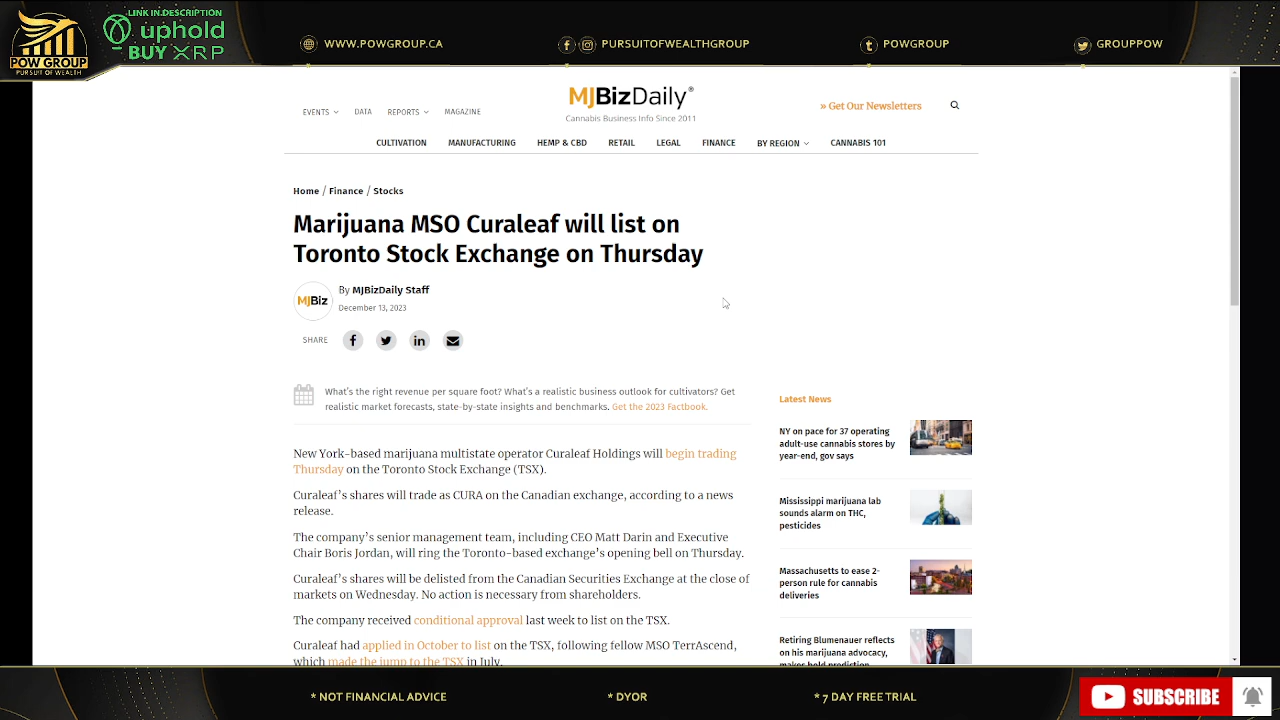 LINK IN DESCRIPTION
uphold
BUY XRP
POW GROUP
PURSUIT OF WEALTH
WWW.POWGROUP.CA
PURSUITOFWEALTHGROUP
POWGROUP
GROUPPOW
MJBizDaily®
Cannabis Business Info Since 2011
EVENTS
DATA
REPORTS
MAGAZINE
» Get Our Newsletters
CULTIVATION
MANUFACTURING
HEMP & CBD
RETAIL
LEGAL
FINANCE
BY REGION
CANNABIS 101
Home / Finance / Stocks
Marijuana MSO Curaleaf will list on
Toronto Stock Exchange on Thursday
MJBiz
By MJBizDaily Staff
December 13, 2023
SHARE
What's the right revenue per square foot? What's a realistic business outlook for cultivators? Get
realistic market forecasts, state-by-state insights and benchmarks. Get the 2023 Factbook.
New York-based marijuana multistate operator Curaleaf Holdings will begin trading
Thursday on the Toronto Stock Exchange (TSX).
Curaleaf's shares will trade as CURA on the Canadian exchange, according to a news
release.
The company's senior management team, including CEO Matt Darin and Executive
Chair Boris Jordan, will ring the Toronto-based exchange's opening bell on Thursday.
Curaleaf's shares will be delisted from the Canadian Securities Exchange at the close of
markets on Wednesday. No action is necessary from shareholders.
The company received conditional approval last week to list on the TSX.
Curaleaf had applied in October to list on the TSX, following fellow MSO TerrAscend,
which made the jump to the TSX in July.
Latest News
NY on pace for 37 operating
adult-use cannabis stores by
year-end, gov says
Mississippi marijuana lab
sounds alarm on THC,
pesticides
Massachusetts to ease 2-
person rule for cannabis
deliveries
Retiring Blumenauer reflects
on his marijuana advocacy,
makes bold prediction
* NOT FINANCIAL ADVICE
* DYOR
* 7 DAY FREE TRIAL
SUBSCRIBE